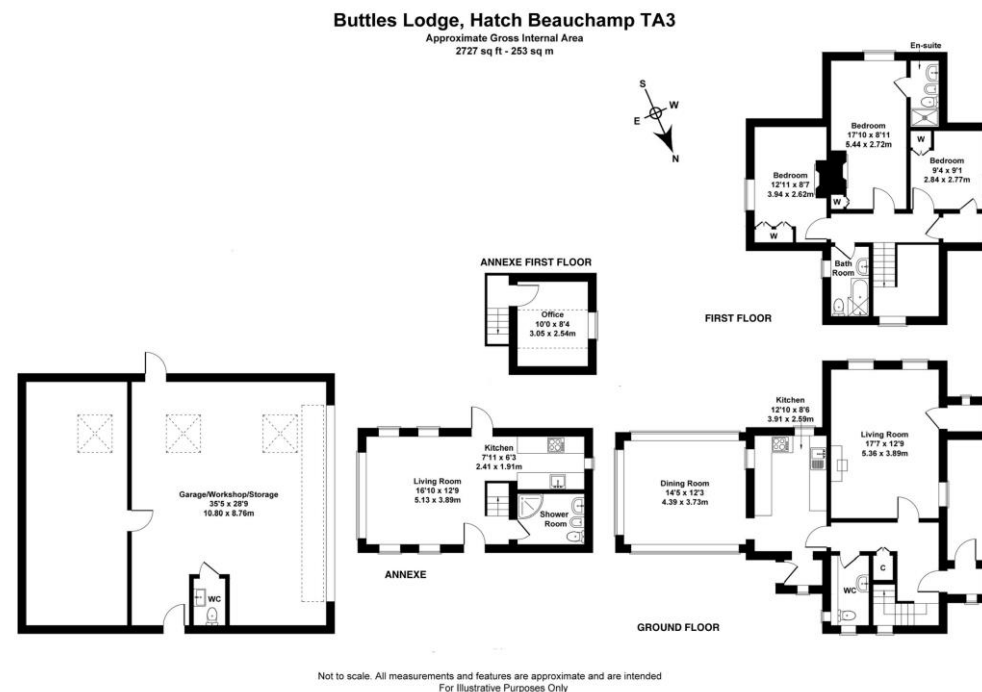 Buttles Lodge, Hatch Beauchamp TA3
Approximate Gross Internal Area
2727 sq ft - 253 sq m
S
W
E
N
En-suite
Bedroom
17'10 x 8'11
5.44 x 2.72m
W
Bedroom
9'4 x 9'1
2.84 x 2.77m
Bedroom
12'11 x 8'7
3.94 x 2.62m
W
W
Bath
Room
FIRST FLOOR
ANNEXE FIRST FLOOR
Office
10'0 x 8'4
3.05 x 2.54m
Garage/Workshop/Storage
35'5 x 28'9
10.80 x 8.76m
WC
Kitchen
7'11 x 6'3
2.41 x 1.91m
Living Room
16'10 x 12'9
5.13 x 3.89m
Shower
Room
ANNEXE
Kitchen
12'10 x 8'6
3.91 x 2.59m
Living Room
17'7 x 12'9
5.36 x 3.89m
Dining Room
14'5 x 12'3
4.39 x 3.73m
C
WC
GROUND FLOOR
Not to scale. All measurements and features are approximate and are intended
For Illustrative Purposes Only